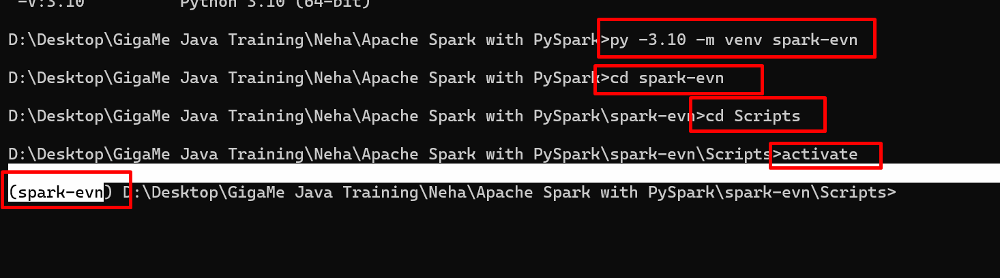 -V:3.10          Python 3.10 (64-bit)
D:\Desktop\GigaMe Java Training\Neha\Apache Spark with PySpark>py -3.10 -m venv spark-evn
D:\Desktop\GigaMe Java Training\Neha\Apache Spark with PySpark>cd spark-evn
D:\Desktop\GigaMe Java Training\Neha\Apache Spark with PySpark\spark-evn>cd Scripts
D:\Desktop\GigaMe Java Training\Neha\Apache Spark with PySpark\spark-evn\Scripts>activate
(spark-evn) D:\Desktop\GigaMe Java Training\Neha\Apache Spark with PySpark\spark-evn\Scripts>